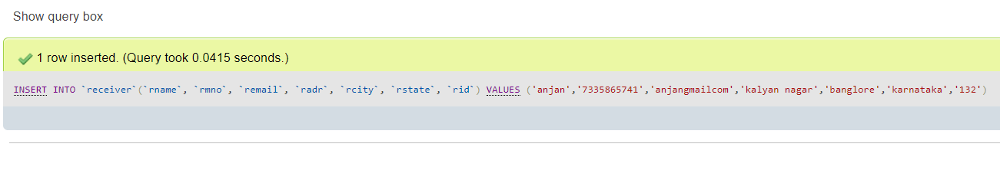 Show query box
1 row inserted. (Query took 0.0415 seconds.)
INSERT INTO `receiver`(`rname`, `rmno`, `remail`, `radr`, `rcity`, `rstate`, `rid`) VALUES ('anjan','7335865741','anjangmailcom','kalyan nagar','banglore','karnataka','132')